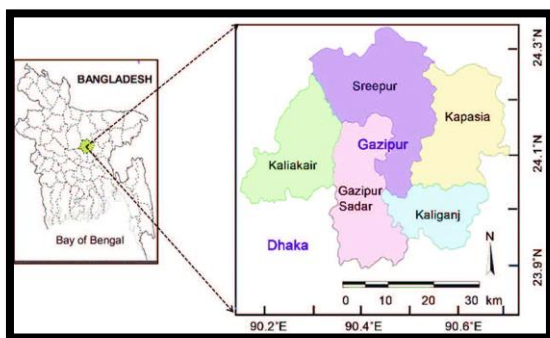 BANGLADESH
Bay of Bengal
Sreepur
Kapasia
Gazipur
Kaliakair
Gazipur
Sadar
Kaliganj
Dhaka
N
0 10 20 30 km
24.3°N
24.1°N
23.9°N
90.2°E 90.4°E 90.6°E